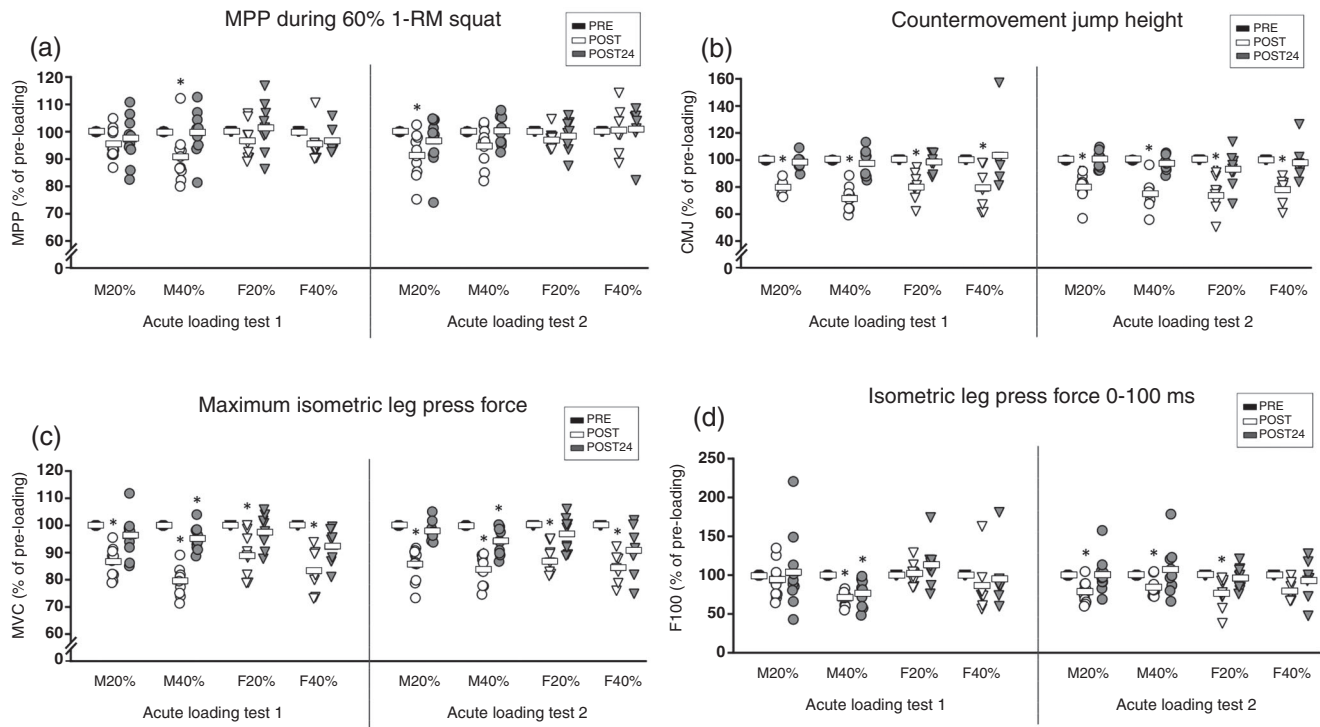 MPP during 60% 1-RM squat
(a)
PRE
POST
POST24
MPP (% of pre-loading)
120
110
100
90
80
70
60
0
*
*
M20% M40% F20% F40% M20% M40% F20% F40%
Acute loading test 1 Acute loading test 2
Countermovement jump height
(b)
PRE
POST
POST24
CMJ (% of pre-loading)
160
140
120
100
80
60
40
0
* * * * * * * *
M20% M40% F20% F40% M20% M40% F20% F40%
Acute loading test 1 Acute loading test 2
Maximum isometric leg press force
(c)
PRE
POST
POST24
MVC (% of pre-loading)
120
110
100
90
80
70
60
0
* * * * * * * * * *
M20% M40% F20% F40% M20% M40% F20% F40%
Acute loading test 1 Acute loading test 2
Isometric leg press force 0-100 ms
(d)
PRE
POST
POST24
F100 (% of pre-loading)
250
200
150
100
50
0
* * * * *
M20% M40% F20% F40% M20% M40% F20% F40%
Acute loading test 1 Acute loading test 2